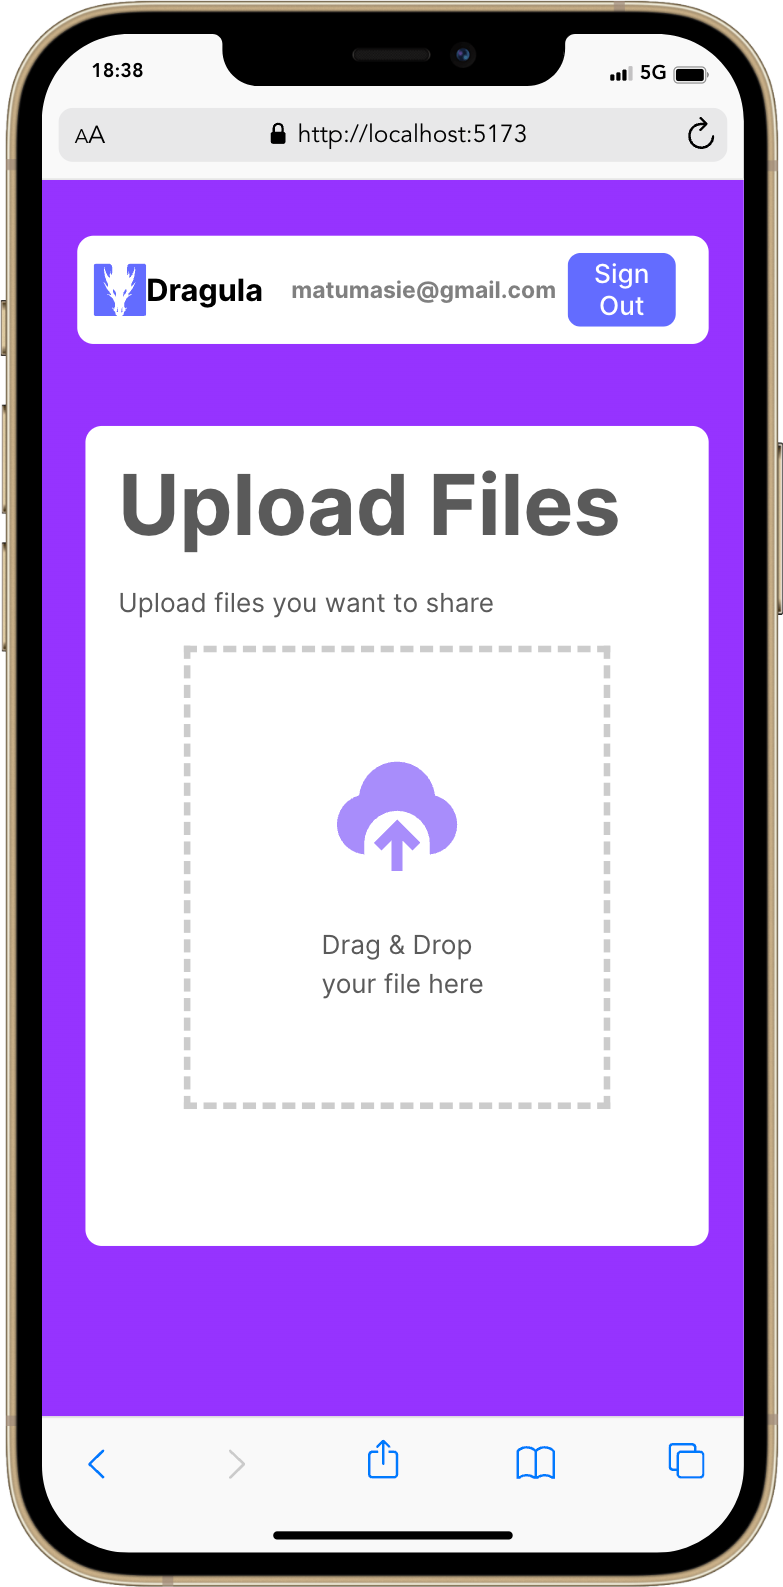 18:38
5G
AA
http://localhost:5173
Dragula
matumasie@gmail.com
Sign
Out
Upload Files
Upload files you want to share
Drag & Drop
your file here